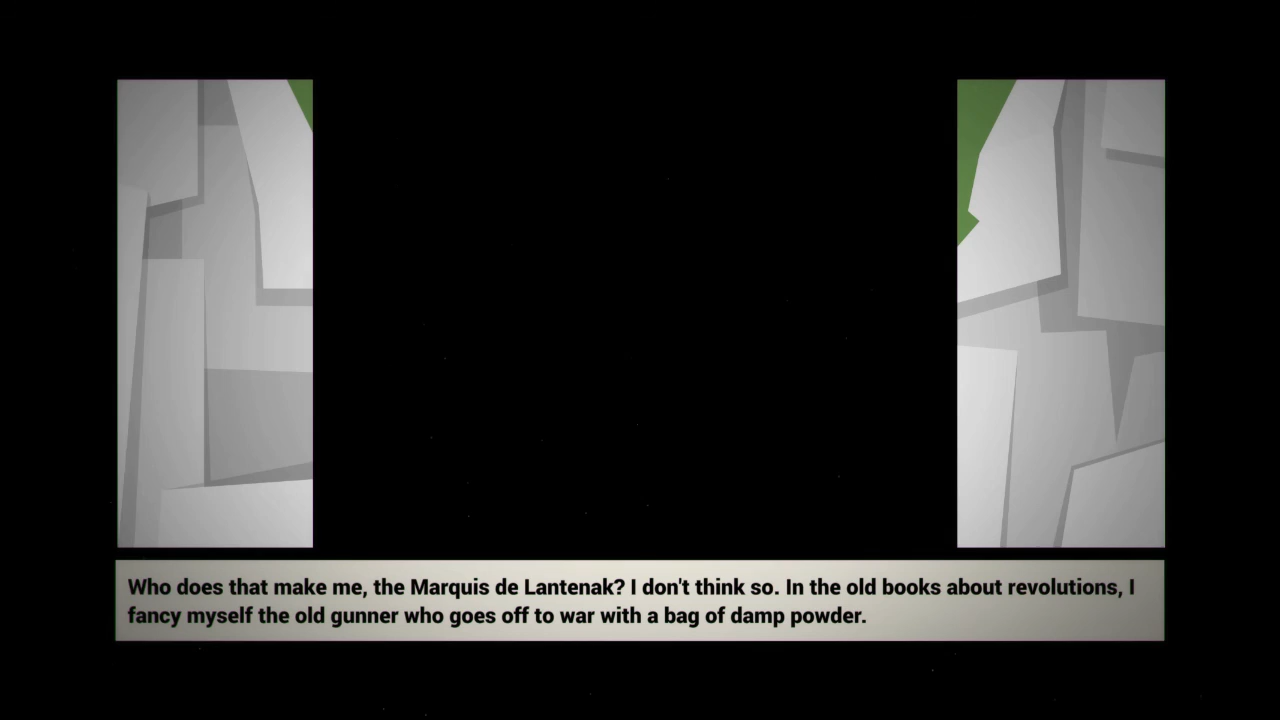 Who does that make me, the Marquis de Lantenak? I don't think so. In the old books about revolutions, I
fancy myself the old gunner who goes off to war with a bag of damp powder.